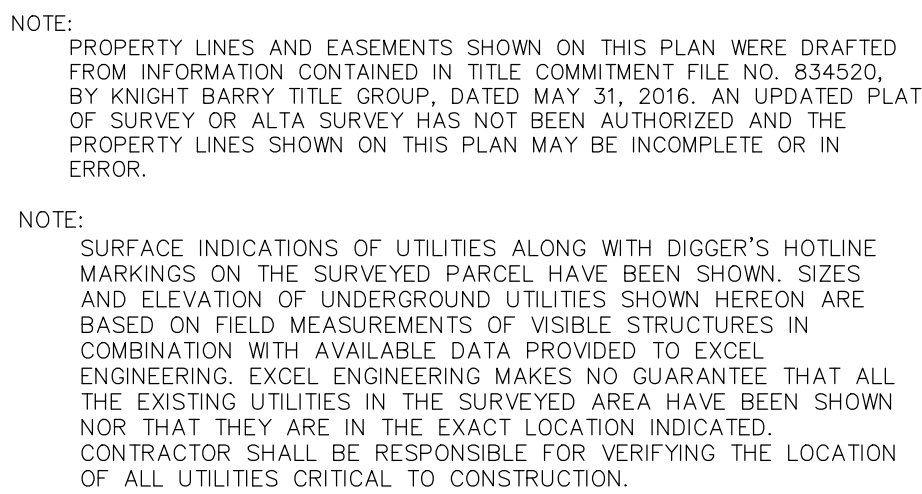 NOTE:
PROPERTY LINES AND EASEMENTS SHOWN ON THIS PLAN WERE DRAFTED
FROM INFORMATION CONTAINED IN TITLE COMMITMENT FILE NO. 834520,
BY KNIGHT BARRY TITLE GROUP, DATED MAY 31, 2016. AN UPDATED PLAT
OF SURVEY OR ALTA SURVEY HAS NOT BEEN AUTHORIZED AND THE
PROPERTY LINES SHOWN ON THIS PLAN MAY BE INCOMPLETE OR IN
ERROR.
NOTE:
SURFACE INDICATIONS OF UTILITIES ALONG WITH DIGGER'S HOTLINE
MARKINGS ON THE SURVEYED PARCEL HAVE BEEN SHOWN. SIZES
AND ELEVATION OF UNDERGROUND UTILITIES SHOWN HEREON ARE
BASED ON FIELD MEASUREMENTS OF VISIBLE STRUCTURES IN
COMBINATION WITH AVAILABLE DATA PROVIDED TO EXCEL
ENGINEERING. EXCEL ENGINEERING MAKES NO GUARANTEE THAT ALL
THE EXISTING UTILITIES IN THE SURVEYED AREA HAVE BEEN SHOWN
NOR THAT THEY ARE IN THE EXACT LOCATION INDICATED.
CONTRACTOR SHALL BE RESPONSIBLE FOR VERIFYING THE LOCATION
OF ALL UTILITIES CRITICAL TO CONSTRUCTION.